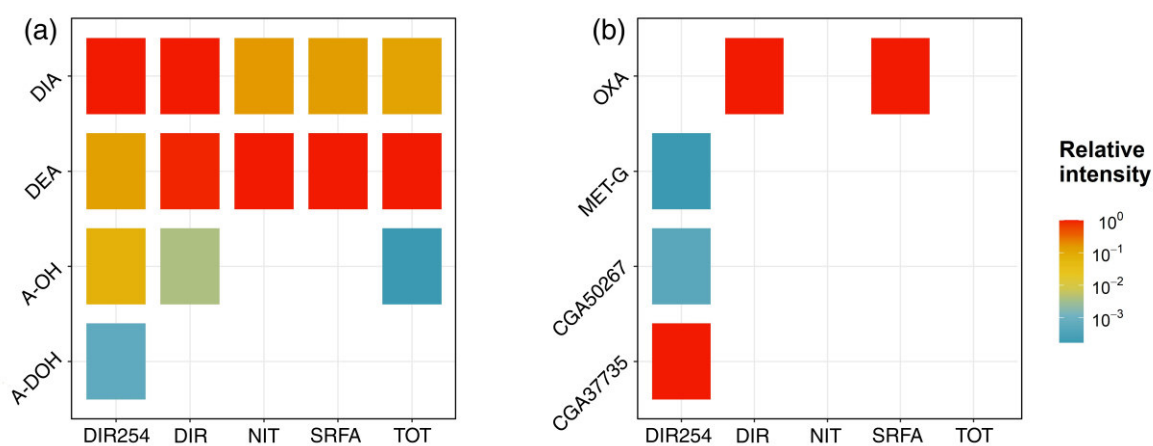 (a)
DIA
DEA
A-OH
A-DOH
DIR254 DIR NIT SRFA TOT
(b)
OXA
MET-G
CGA50267
CGA37735
DIR254 DIR NIT SRFA TOT
Relative
intensity
10⁰
10⁻¹
10⁻²
10⁻³